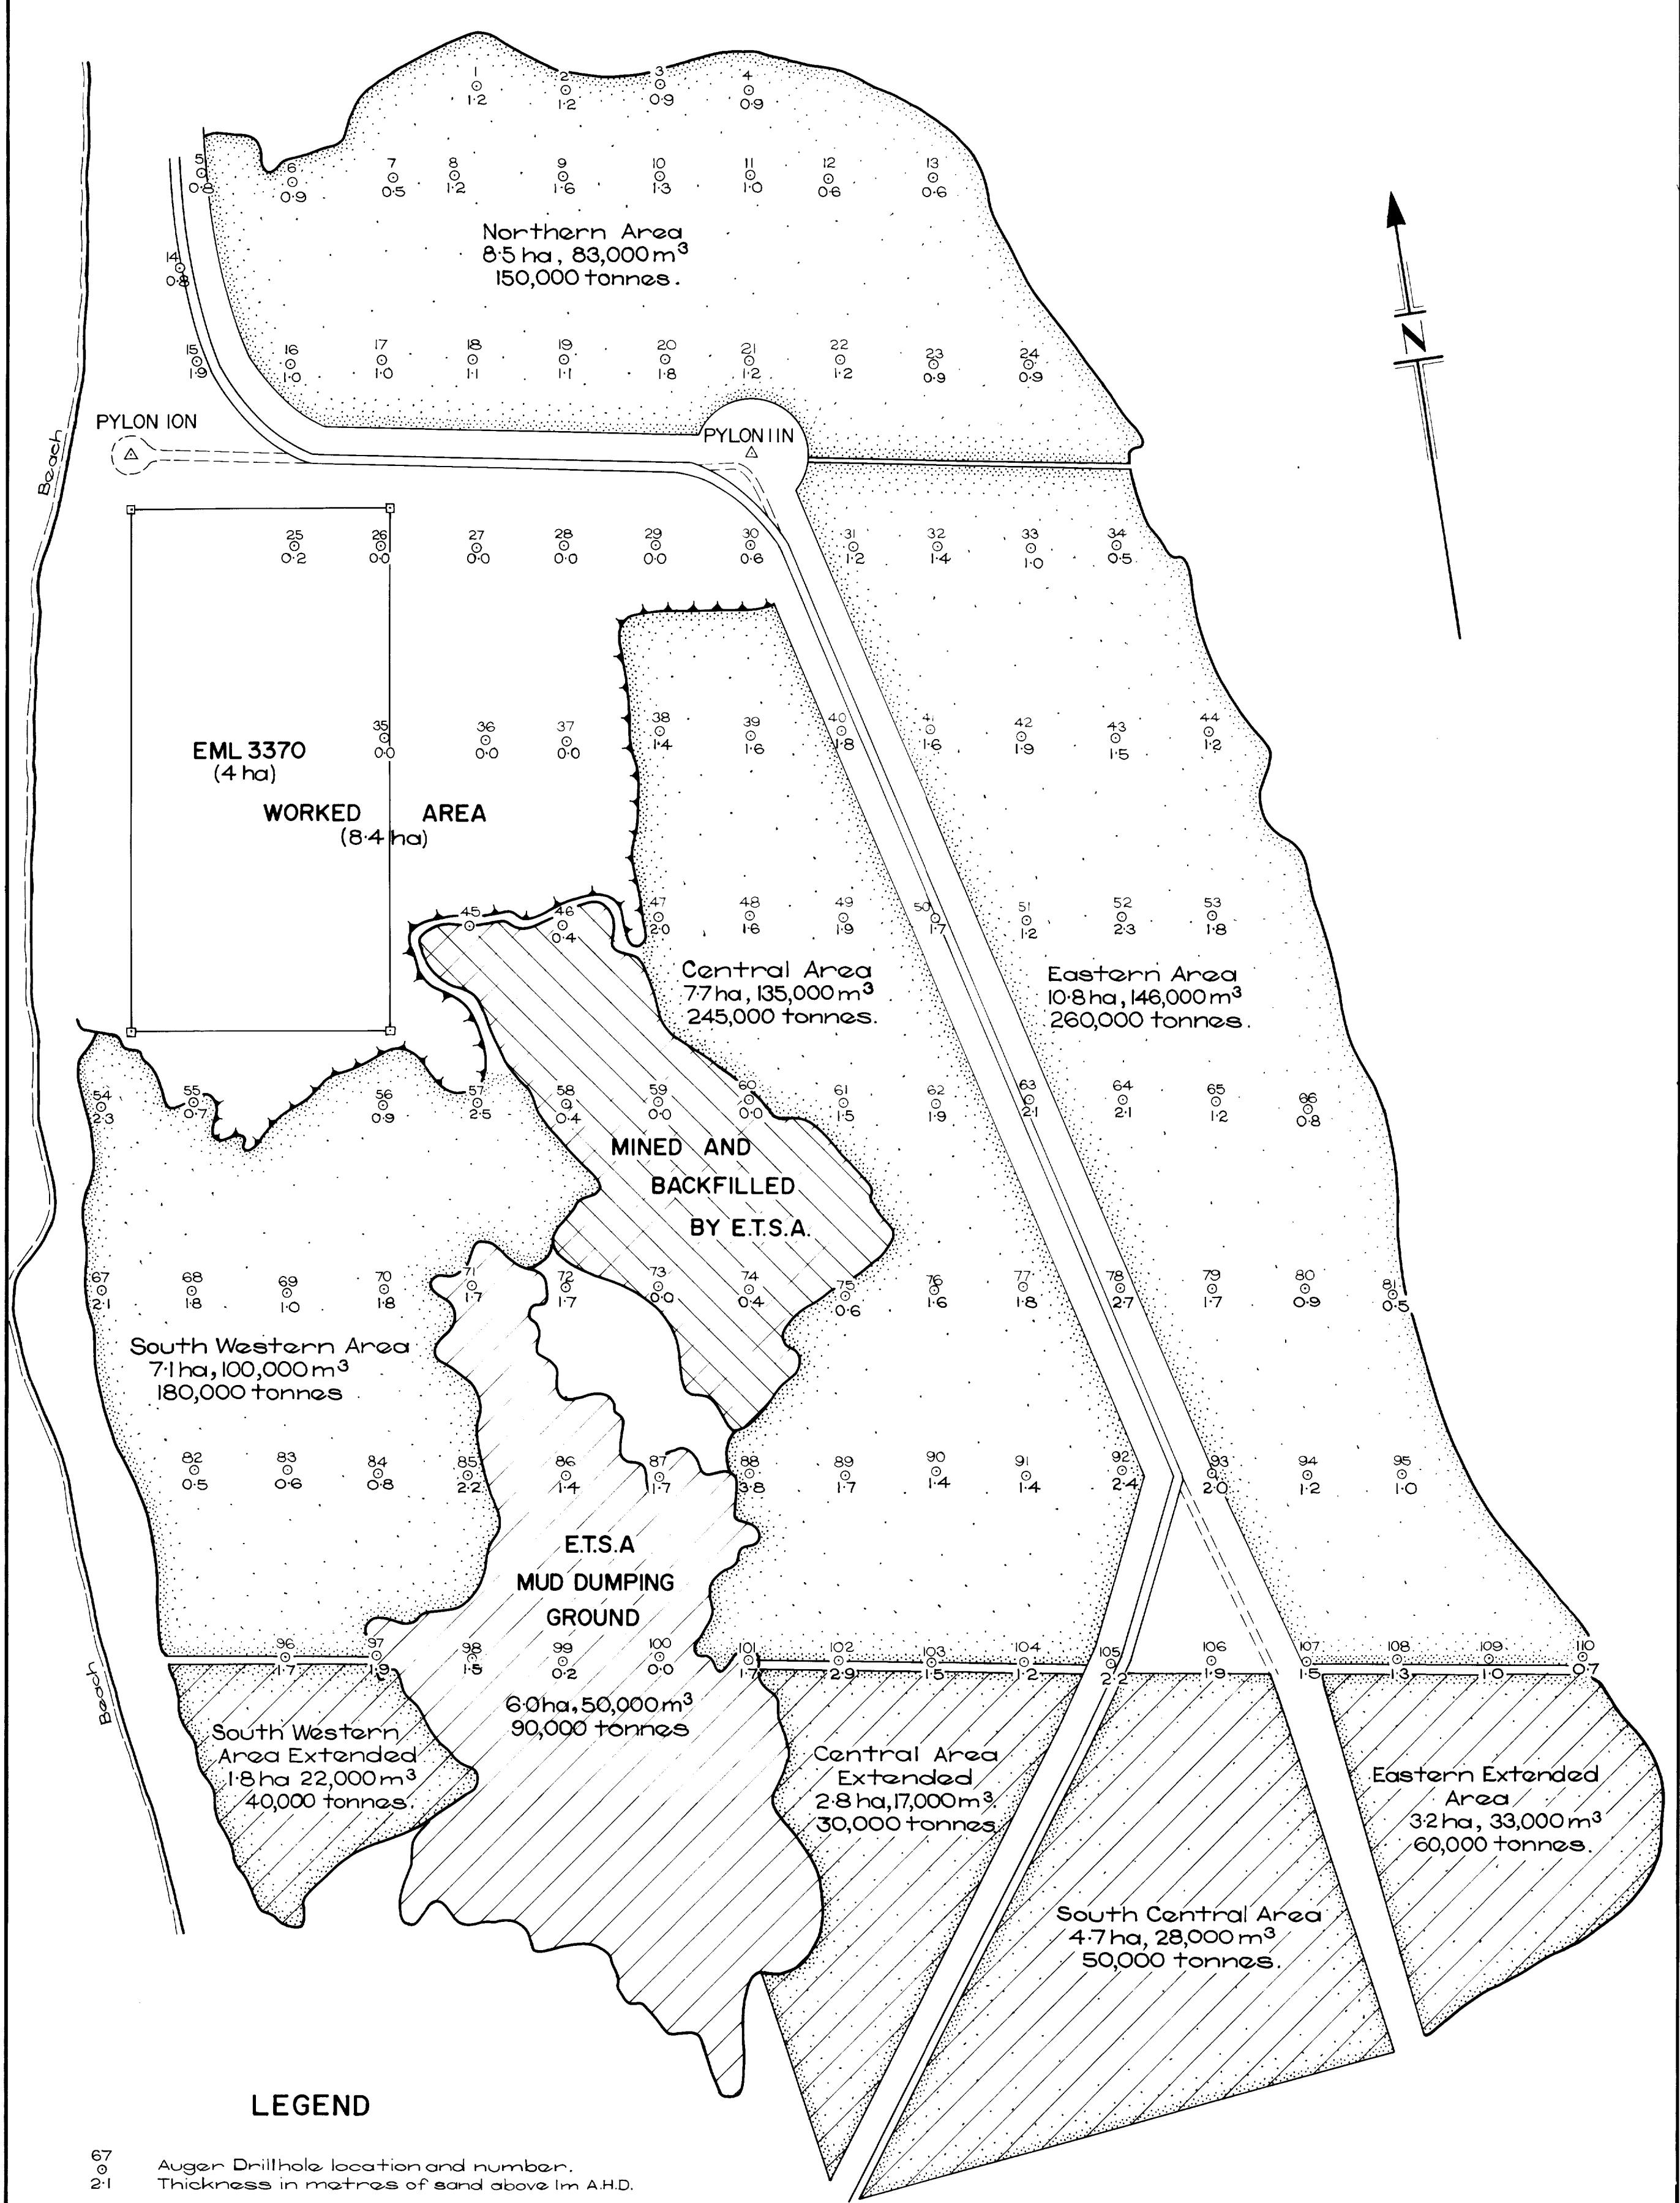 1 2 3 4
1·2 1·2 0·9 0·9
5 6 7 8 9 10 11 12 13
0·8 0·9 0·5 1·2 1·6 1·3 1·0 0·6 0·6
Northern Area
8·5 ha, 83,000 m³
150,000 tonnes.
14
0·8
15 16 17 18 19 20 21 22 23 24
1·9 1·0 1·0 1·1 1·1 1·8 1·2 1·2 0·9 0·9
N
PYLON 10N
PYLON 11N
Beach
25 26 27 28 29 30 31 32 33 34
0·2 0·0 0·0 0·0 0·0 0·6 1·2 1·4 1·0 0·5
35 36 37 38 39 40 41 42 43 44
0·0 0·0 0·0 1·4 1·6 1·8 1·6 1·9 1·5 1·2
EML 3370
(4 ha)
WORKED AREA
(8·4 ha)
45 46 47 48 49 50 51 52 53
0·4 2·0 1·6 1·9 1·7 1·2 2·3 1·8
Central Area
7·7 ha, 135,000 m³
245,000 tonnes.
Eastern Area
10·8 ha, 146,000 m³
260,000 tonnes.
54 55 56 57 58 59 60 61 62 63 64 65 66
2·3 0·7 0·9 2·5 0·4 0·0 0·0 1·5 1·9 2·1 2·1 1·2 0·8
MINED AND
BACKFILLED
BY E.T.S.A.
67 68 69 70 71 72 73 74 75 76 77 78 79 80 81
2·1 1·8 1·0 1·8 1·7 1·7 0·0 0·4 0·6 1·6 1·8 2·7 1·7 0·9 0·5
South Western Area
7·1 ha, 100,000 m³
180,000 tonnes
82 83 84 85 86 87 88 89 90 91 92 93 94 95
0·5 0·6 0·8 2·2 1·4 1·7 3·8 1·7 1·4 1·4 2·4 2·0 1·2 1·0
E.T.S.A
MUD DUMPING
GROUND
96 97 98 99 100 101 102 103 104 105 106 107 108 109 110
1·7 1·9 1·5 0·2 0·0 1·7 2·9 1·5 1·2 2·2 1·9 1·5 1·3 1·0 0·7
6·0 ha, 50,000 m³
90,000 tonnes
Beach
South Western
Area Extended
1·8 ha 22,000 m³
40,000 tonnes.
Central Area
Extended
2·8 ha, 17,000 m³.
30,000 tonnes
Eastern Extended
Area
3·2 ha, 33,000 m³
60,000 tonnes.
South Central Area
4·7 ha, 28,000 m³
50,000 tonnes.
LEGEND
67
2·1
Auger Drillhole location and number.
Thickness in metres of sand above 1m A.H.D.